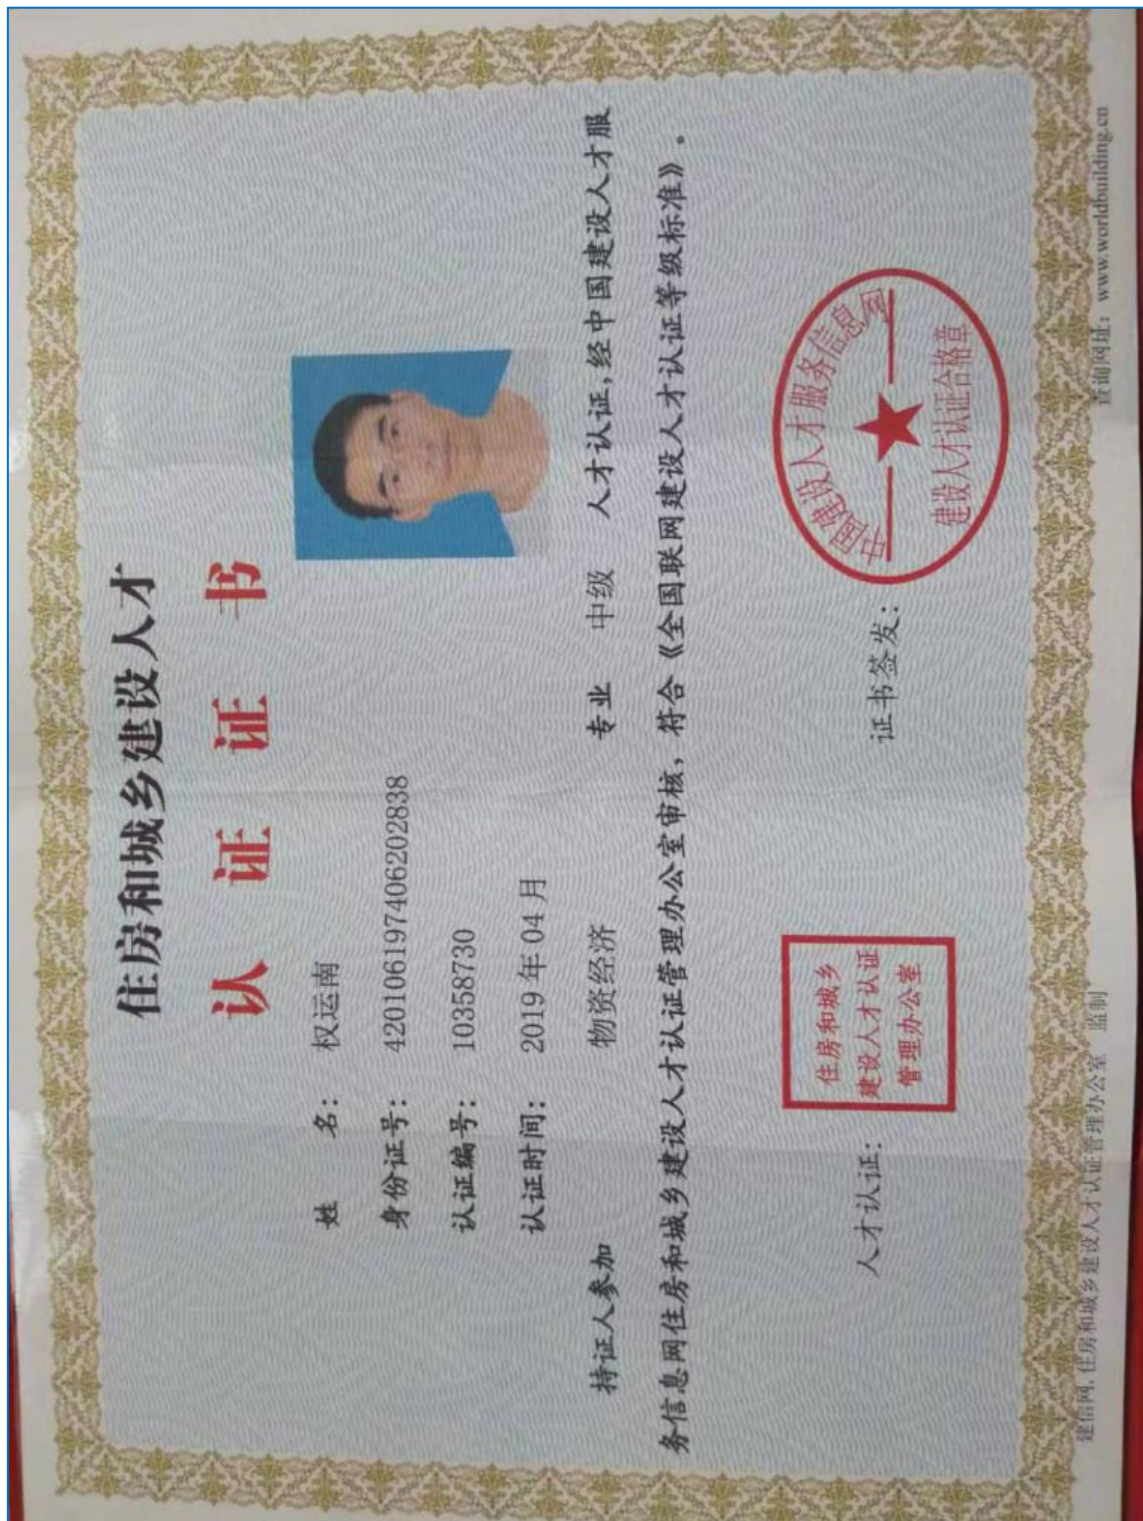 住房和城乡建设人才
认证证书
姓 名： 权运南
身份证号： 420106197406202838
认证编号： 10358730
认证时间： 2019年04月
持证人参加 物资经济 专业 中级 人才认证,经中国建设人才服
务信息网住房和城乡建设人才认证管理办公室审核，符合《全国联网建设人才认证等级标准》。
人才认证：
住房和城乡
建设人才认证
管理办公室
证书签发：
中国建设人才服务信息网
建设人才认证合格章
建信网.住房和城乡建设人才认证管理办公室 监制
查询网址：www.worldbuilding.cn